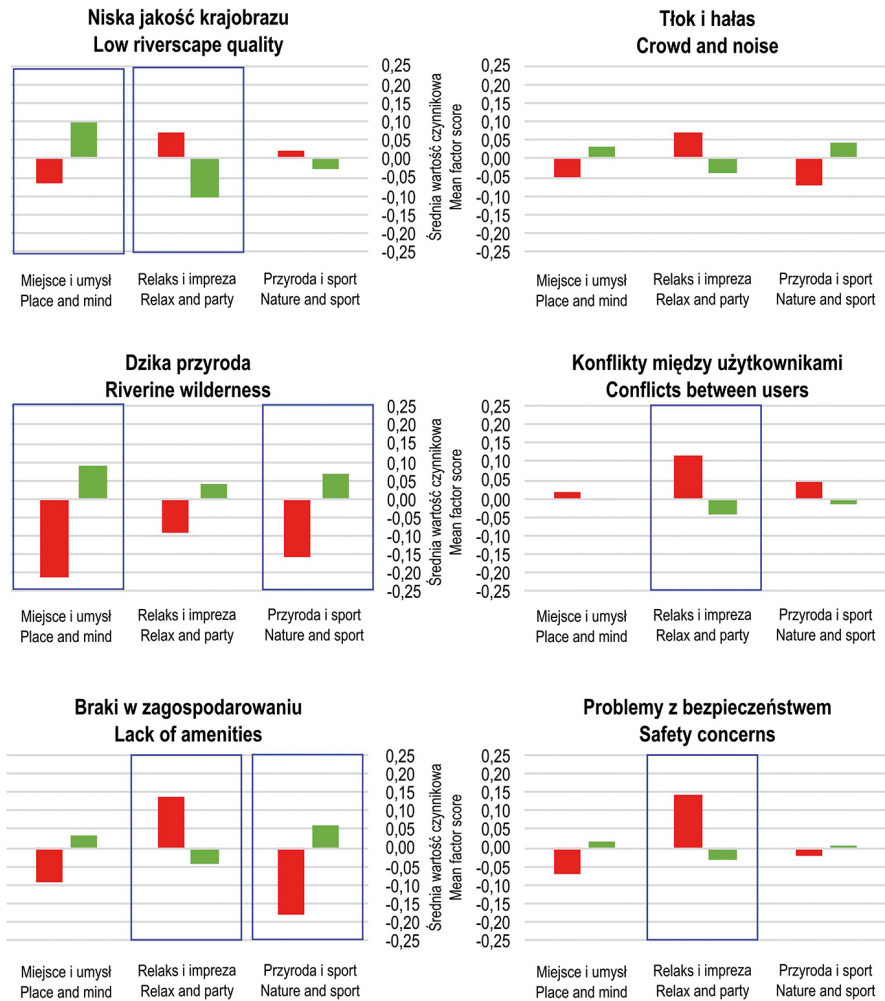 Niska jakość krajobrazu
Low riverscape quality
0,25
0,20
0,15
0,10
0,05
0,00
-0,05
-0,10
-0,15
-0,20
-0,25
Średnia wartość czynnikowa
Mean factor score
Miejsce i umysł
Place and mind
Relaks i impreza
Relax and party
Przyroda i sport
Nature and sport
Tłok i hałas
Crowd and noise
0,25
0,20
0,15
0,10
0,05
0,00
-0,05
-0,10
-0,15
-0,20
-0,25
Miejsce i umysł
Place and mind
Relaks i impreza
Relax and party
Przyroda i sport
Nature and sport
Dzika przyroda
Riverine wilderness
0,25
0,20
0,15
0,10
0,05
0,00
-0,05
-0,10
-0,15
-0,20
-0,25
Średnia wartość czynnikowa
Mean factor score
Miejsce i umysł
Place and mind
Relaks i impreza
Relax and party
Przyroda i sport
Nature and sport
Konflikty między użytkownikami
Conflicts between users
0,25
0,20
0,15
0,10
0,05
0,00
-0,05
-0,10
-0,15
-0,20
-0,25
Miejsce i umysł
Place and mind
Relaks i impreza
Relax and party
Przyroda i sport
Nature and sport
Braki w zagospodarowaniu
Lack of amenities
0,25
0,20
0,15
0,10
0,05
0,00
-0,05
-0,10
-0,15
-0,20
-0,25
Średnia wartość czynnikowa
Mean factor score
Miejsce i umysł
Place and mind
Relaks i impreza
Relax and party
Przyroda i sport
Nature and sport
Problemy z bezpieczeństwem
Safety concerns
0,25
0,20
0,15
0,10
0,05
0,00
-0,05
-0,10
-0,15
-0,20
-0,25
Miejsce i umysł
Place and mind
Relaks i impreza
Relax and party
Przyroda i sport
Nature and sport